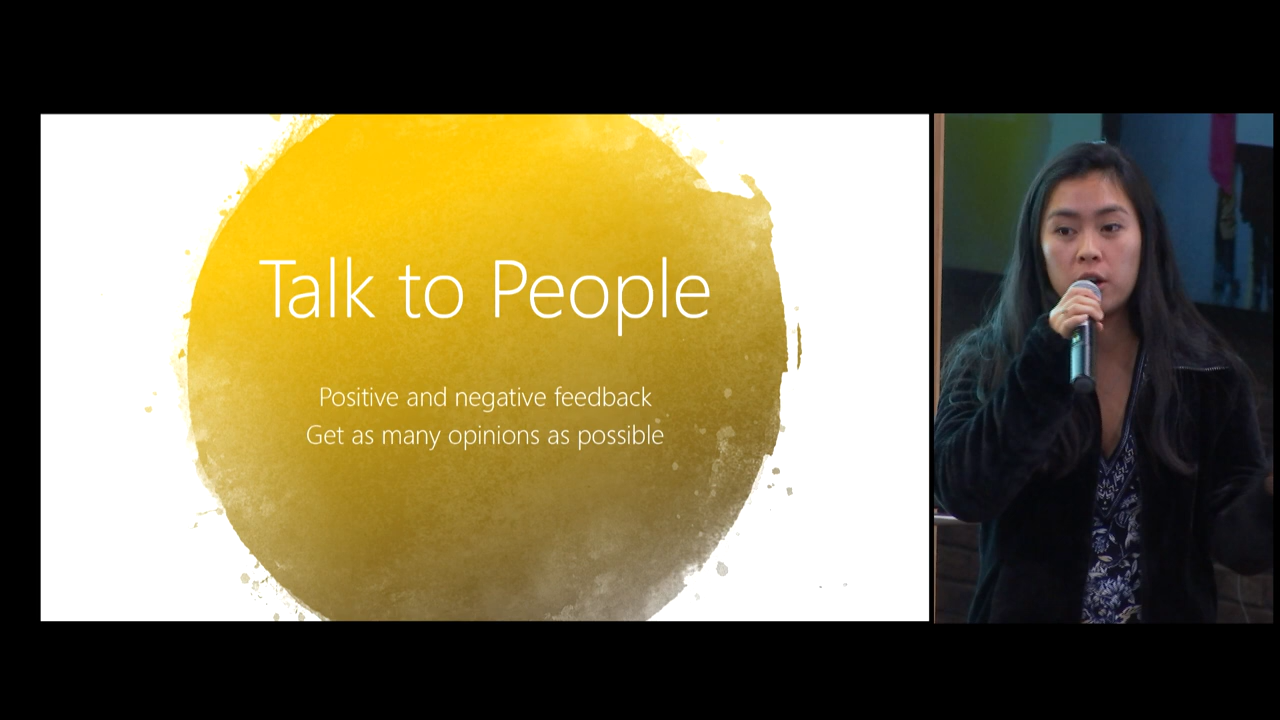 Talk to People
Positive and negative feedback
Get as many opinions as possible